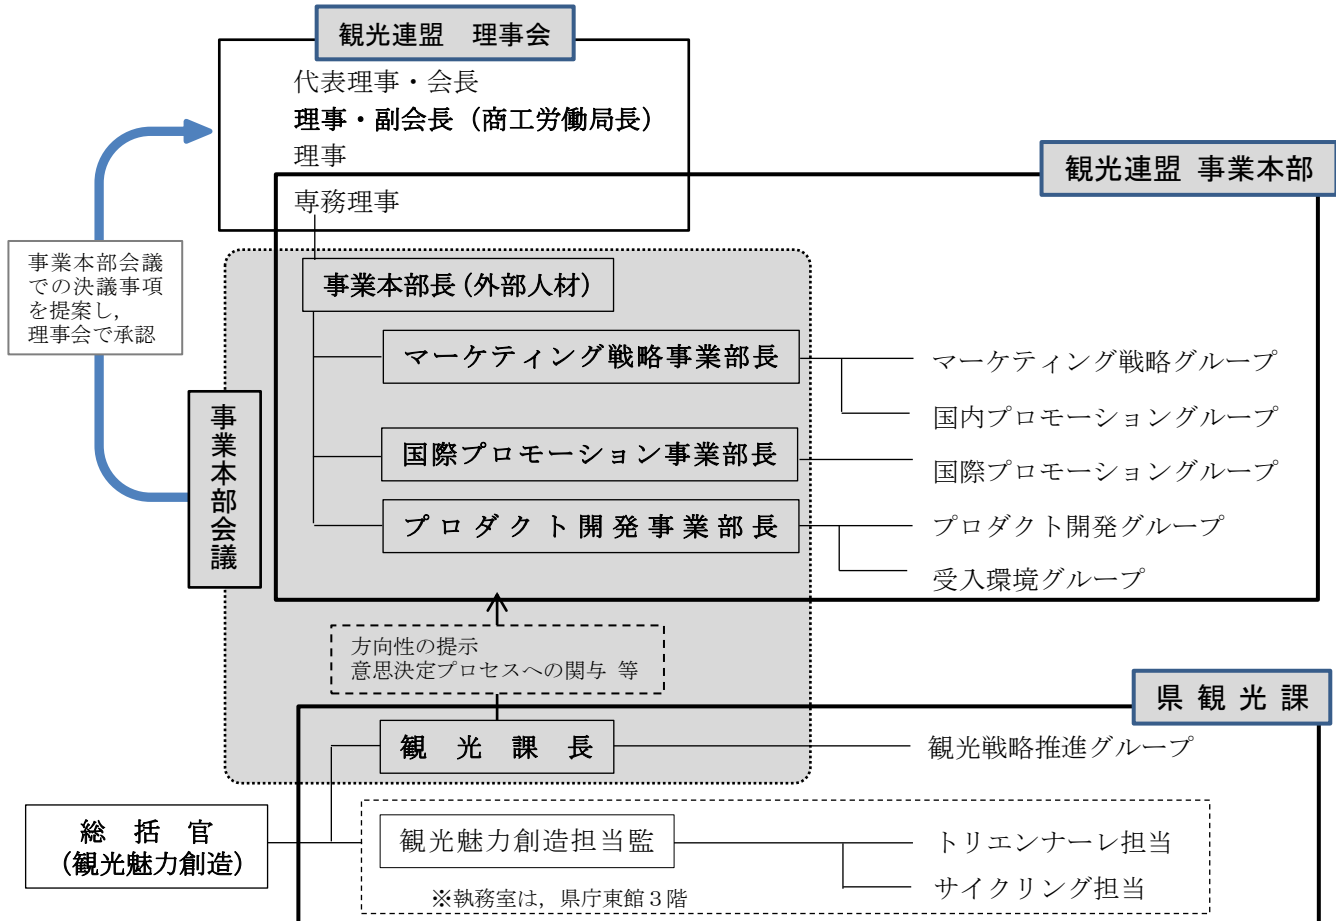 観光連盟　理事会
代表理事・会長
理事・副会長（商工労働局長）
理事
専務理事
観光連盟 事業本部
事業本部会議
での決議事項
を提案し，
理事会で承認
事業本部長（外部人材）
マーケティング戦略事業部長
マーケティング戦略グループ
国内プロモーショングループ
事業本部会議
国際プロモーション事業部長
国際プロモーショングループ
プロダクト開発事業部長
プロダクト開発グループ
受入環境グループ
方向性の提示
意思決定プロセスへの関与 等
県 観 光 課
観　光　課　長
観光戦略推進グループ
総　括　官
（観光魅力創造）
観光魅力創造担当監
トリエンナーレ担当
サイクリング担当
※執務室は，県庁東館３階